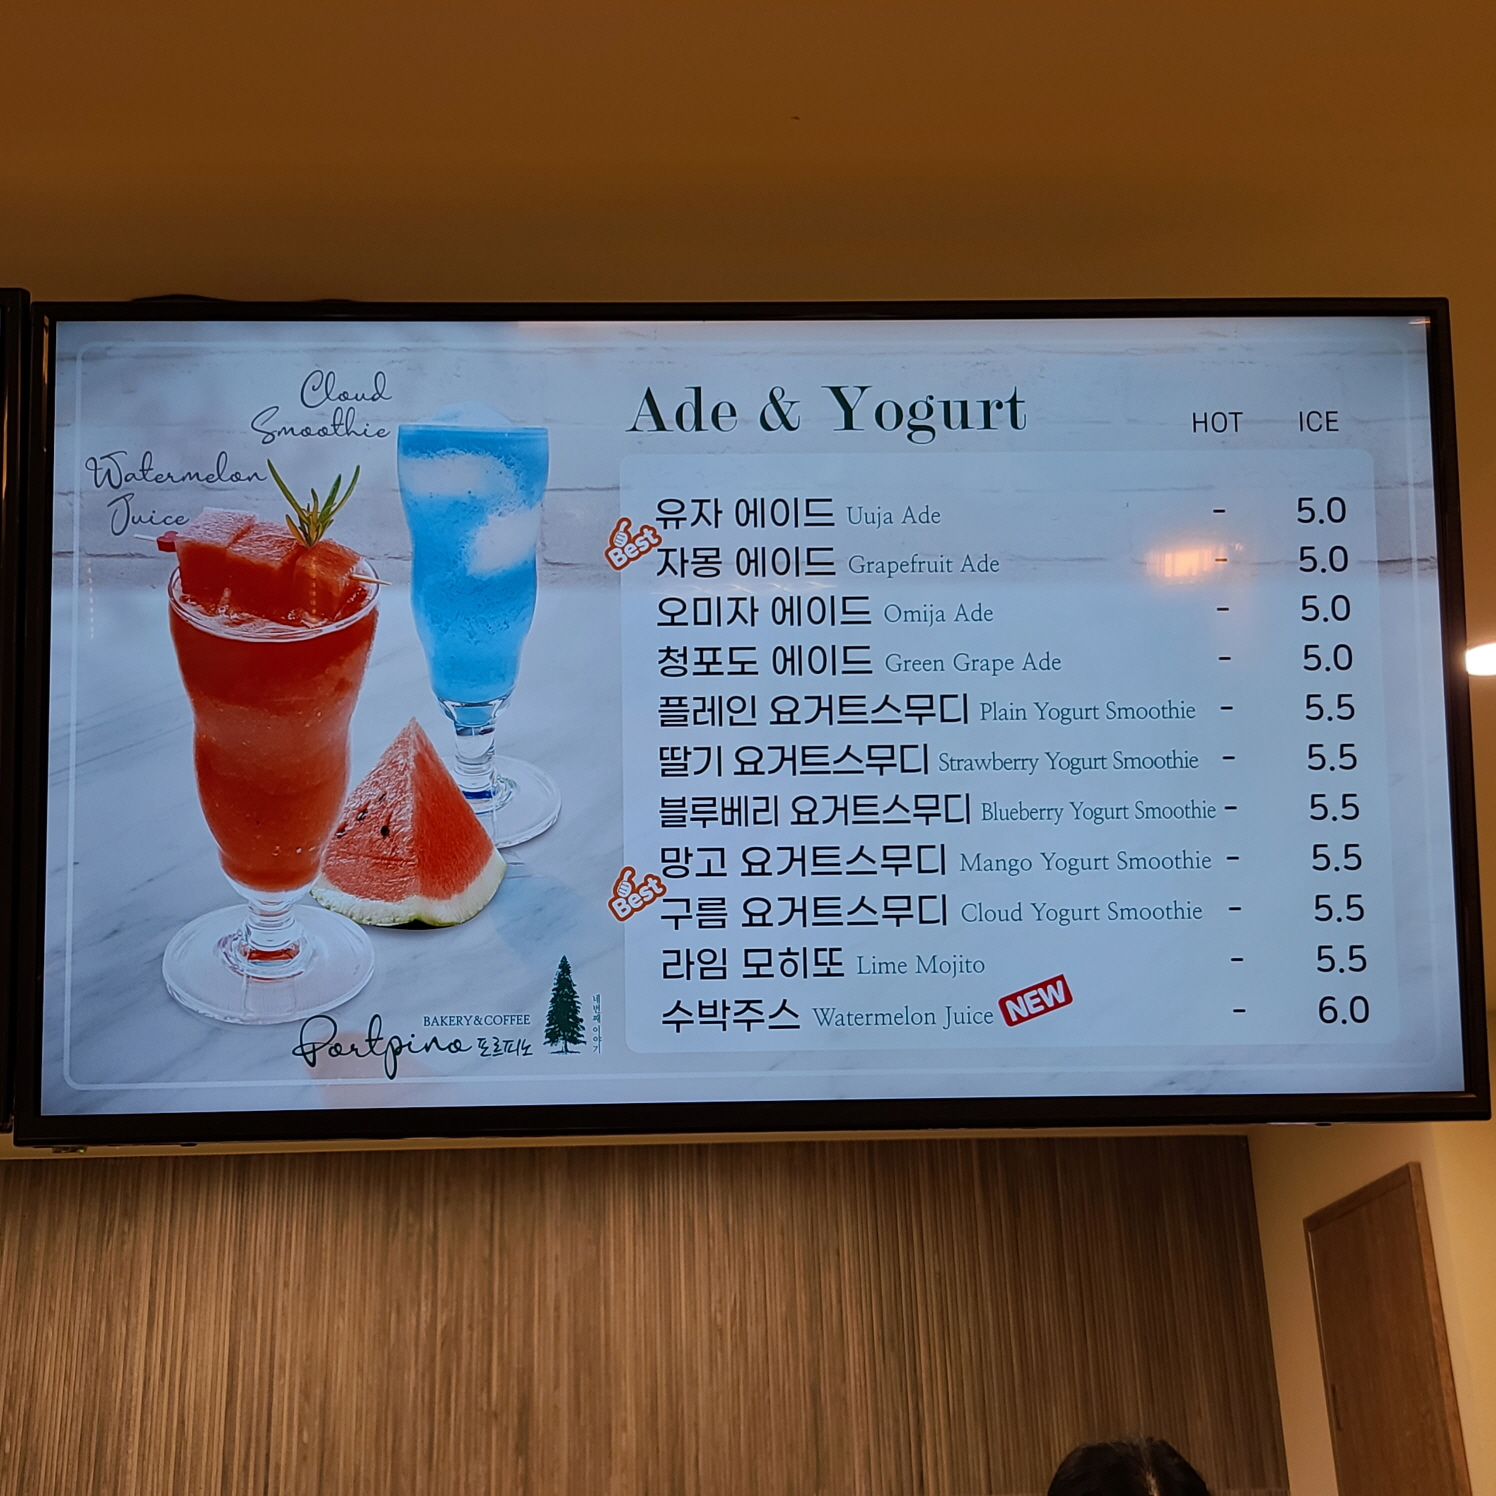 Cloud
Smoothie
Watermelon
Juice
BAKERY&COFFEE
Portpino 포르피노
네번째 이야기
Ade & Yogurt
HOT ICE
유자 에이드 Uuja Ade - 5.0
Best
자몽 에이드 Grapefruit Ade - 5.0
오미자 에이드 Omija Ade - 5.0
청포도 에이드 Green Grape Ade - 5.0
플레인 요거트스무디 Plain Yogurt Smoothie - 5.5
딸기 요거트스무디 Strawberry Yogurt Smoothie - 5.5
블루베리 요거트스무디 Blueberry Yogurt Smoothie - 5.5
망고 요거트스무디 Mango Yogurt Smoothie - 5.5
Best
구름 요거트스무디 Cloud Yogurt Smoothie - 5.5
라임 모히또 Lime Mojito - 5.5
수박주스 Watermelon Juice NEW - 6.0